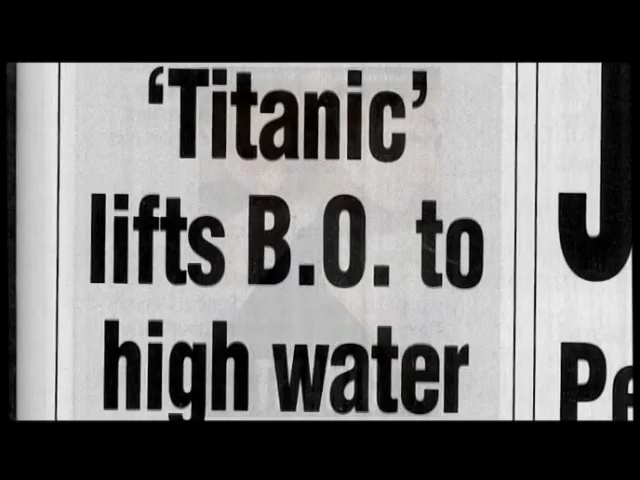 ‘Titanic’
lifts B.O. to
high water